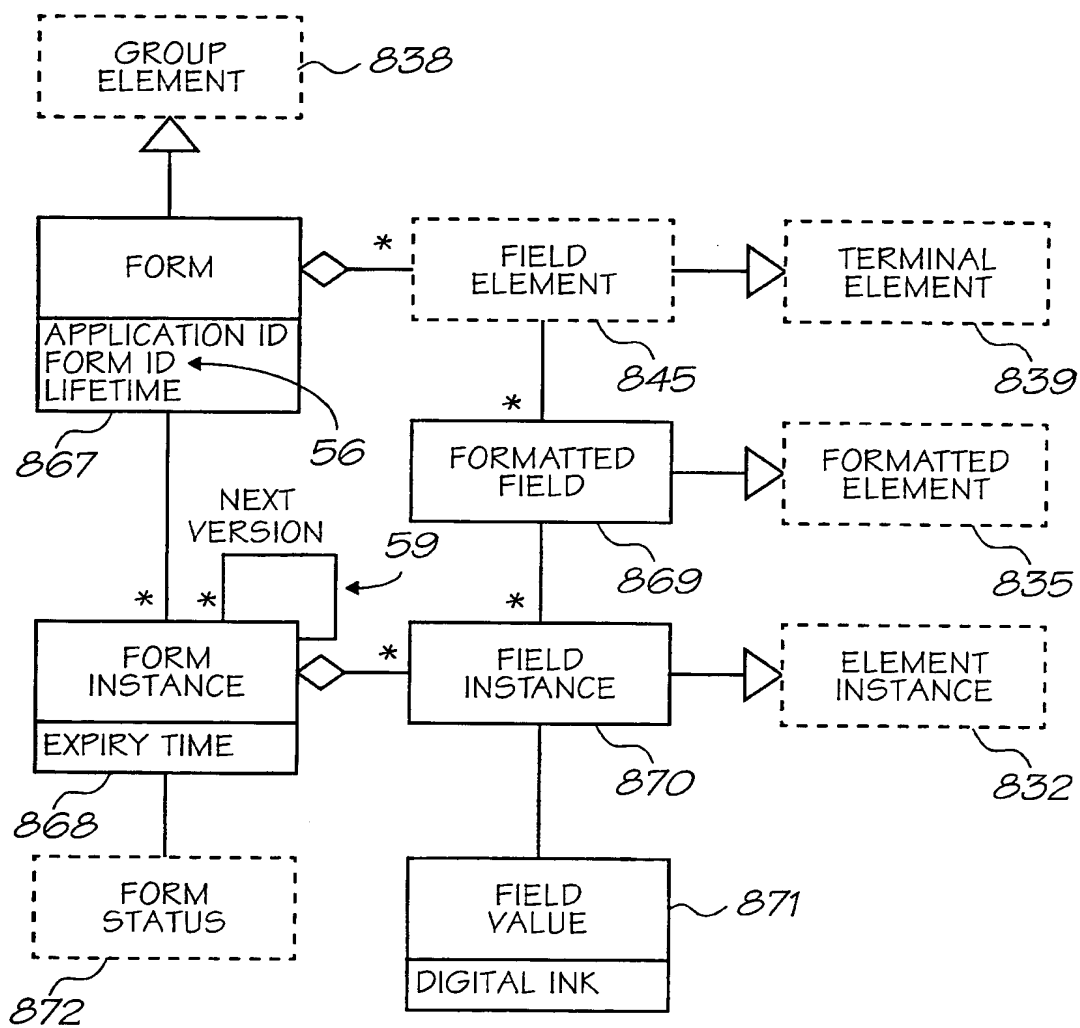 GROUP
ELEMENT
838
FORM
*
FIELD
ELEMENT
TERMINAL
ELEMENT
APPLICATION ID
FORM ID
LIFETIME
845
839
867
56
*
FORMATTED
FIELD
FORMATTED
ELEMENT
NEXT
VERSION
59
869
835
*
*
*
FORM
INSTANCE
*
FIELD
INSTANCE
ELEMENT
INSTANCE
EXPIRY TIME
870
832
868
FORM
STATUS
FIELD
VALUE
871
872
DIGITAL INK